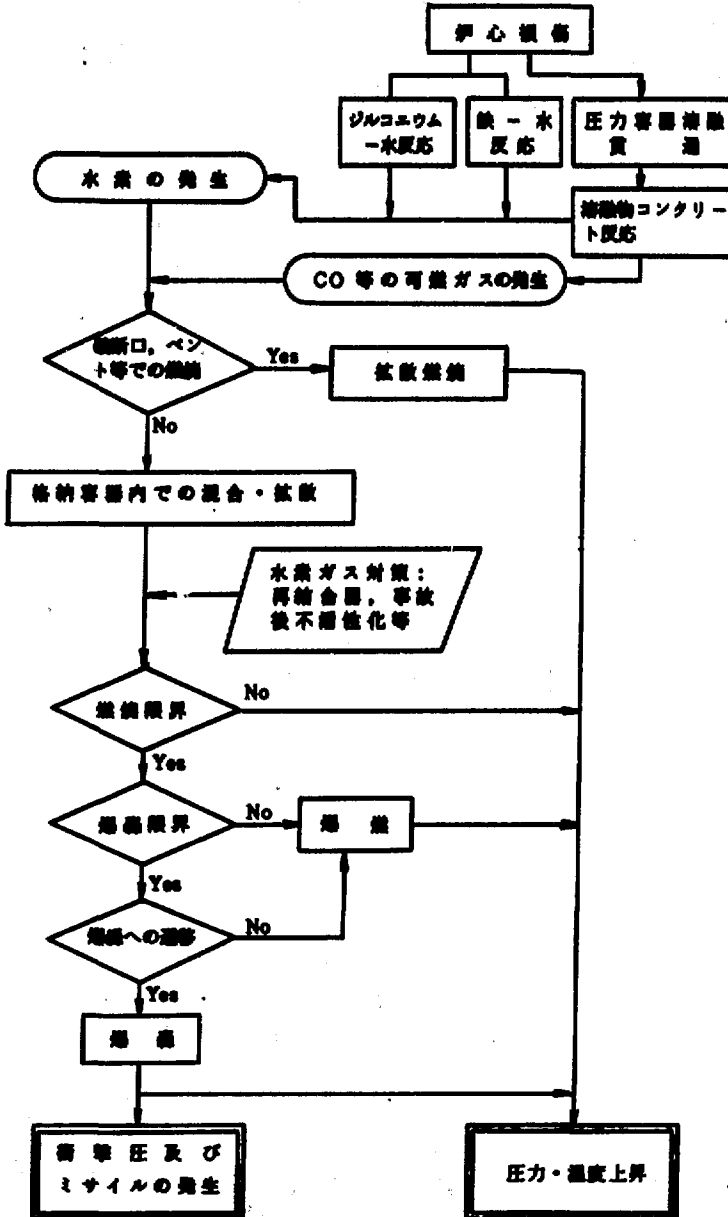 炉心損傷
ジルコニウム
ー水反応
鉄－水
反応
圧力容器溶融
貫通
水素の発生
溶融物コンクリー
ト反応
CO等の可燃ガスの発生
破断口，ベン
ト等での燃焼
Yes
拡散燃焼
No
格納容器内での混合・拡散
水素ガス対策：
再結合器，事故
後不活性化等
燃焼限界
No
Yes
爆轟限界
No
爆燃
Yes
爆轟への遷移
No
Yes
爆轟
衝撃圧及び
ミサイルの発生
圧力・温度上昇